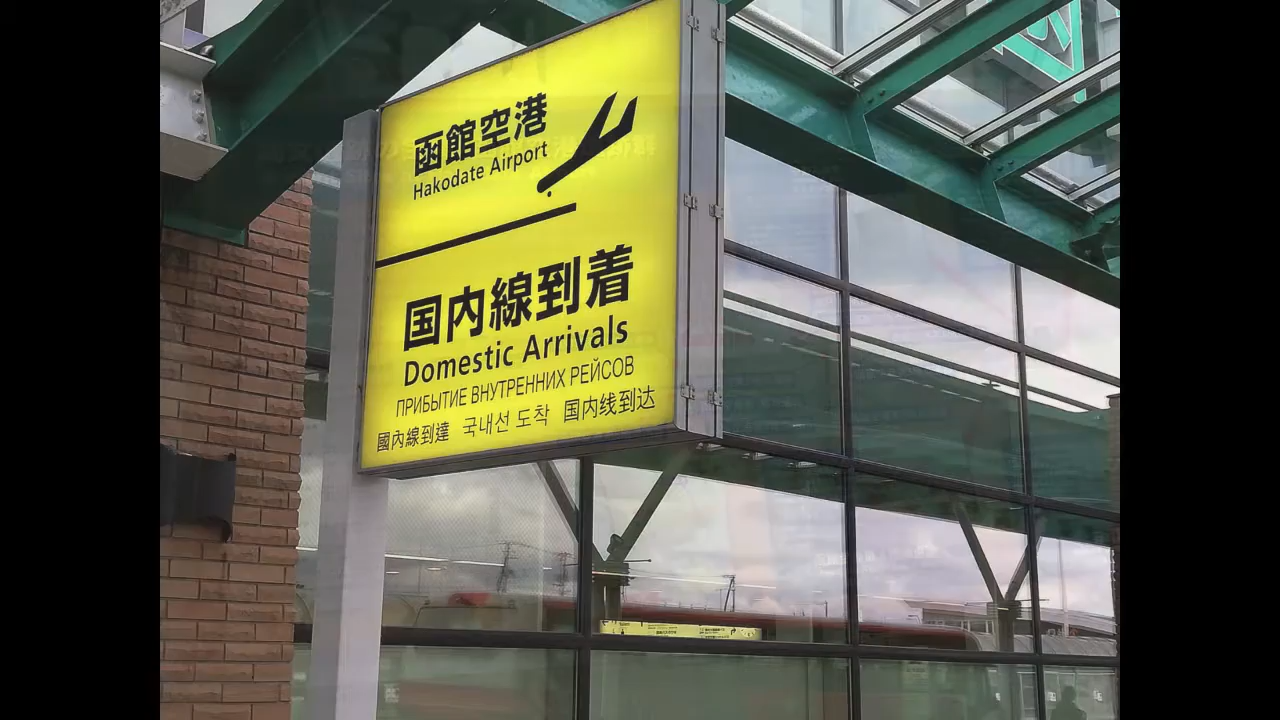 函館空港
Hakodate Airport
国内線到着
Domestic Arrivals
ПРИБЫТИЕ ВНУТРЕННИХ РЕЙСОВ
國內線到達 국내선 도착 国内线到达